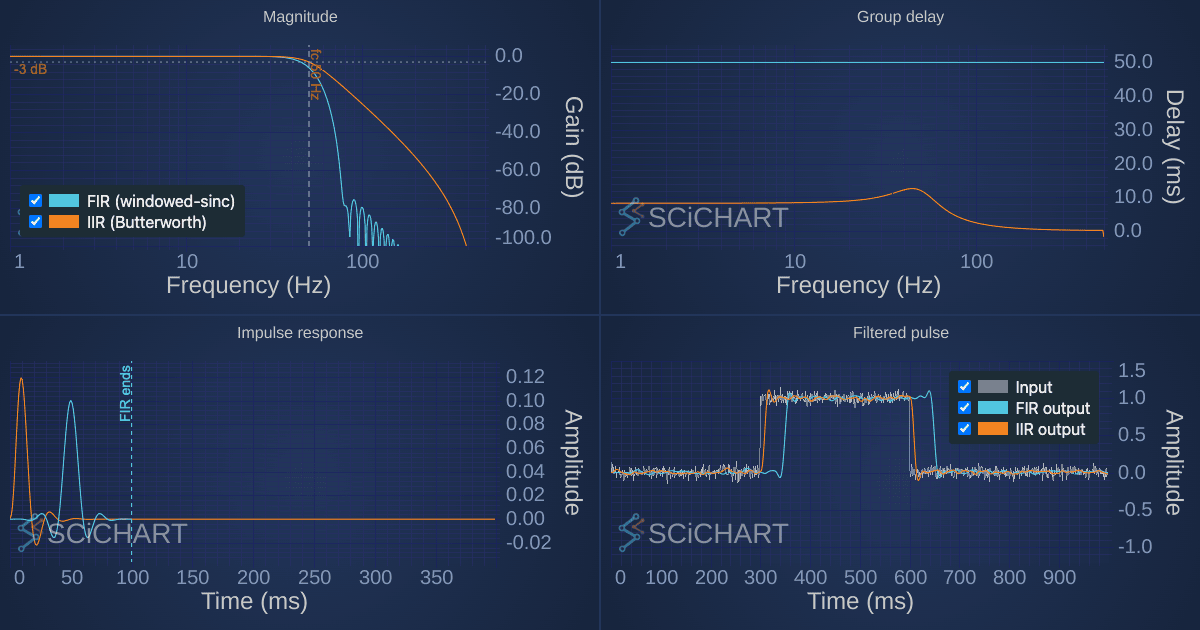 Magnitude
-3 dB
fc 50 Hz
0.0
-20.0
-40.0
-60.0
-80.0
-100.0
Gain (dB)
FIR (windowed-sinc)
IIR (Butterworth)
1
10
100
Frequency (Hz)
Group delay
50.0
40.0
30.0
20.0
10.0
0.0
Delay (ms)
SCiCHART
1
10
100
Frequency (Hz)
Impulse response
FIR ends
0.12
0.10
0.08
0.06
0.04
0.02
0.00
-0.02
Amplitude
SCiCHART
0
50
100
150
200
250
300
350
Time (ms)
Filtered pulse
Input
FIR output
IIR output
1.5
1.0
0.5
0.0
-0.5
-1.0
Amplitude
SCiCHART
0
100
200
300
400
500
600
700
800
900
Time (ms)